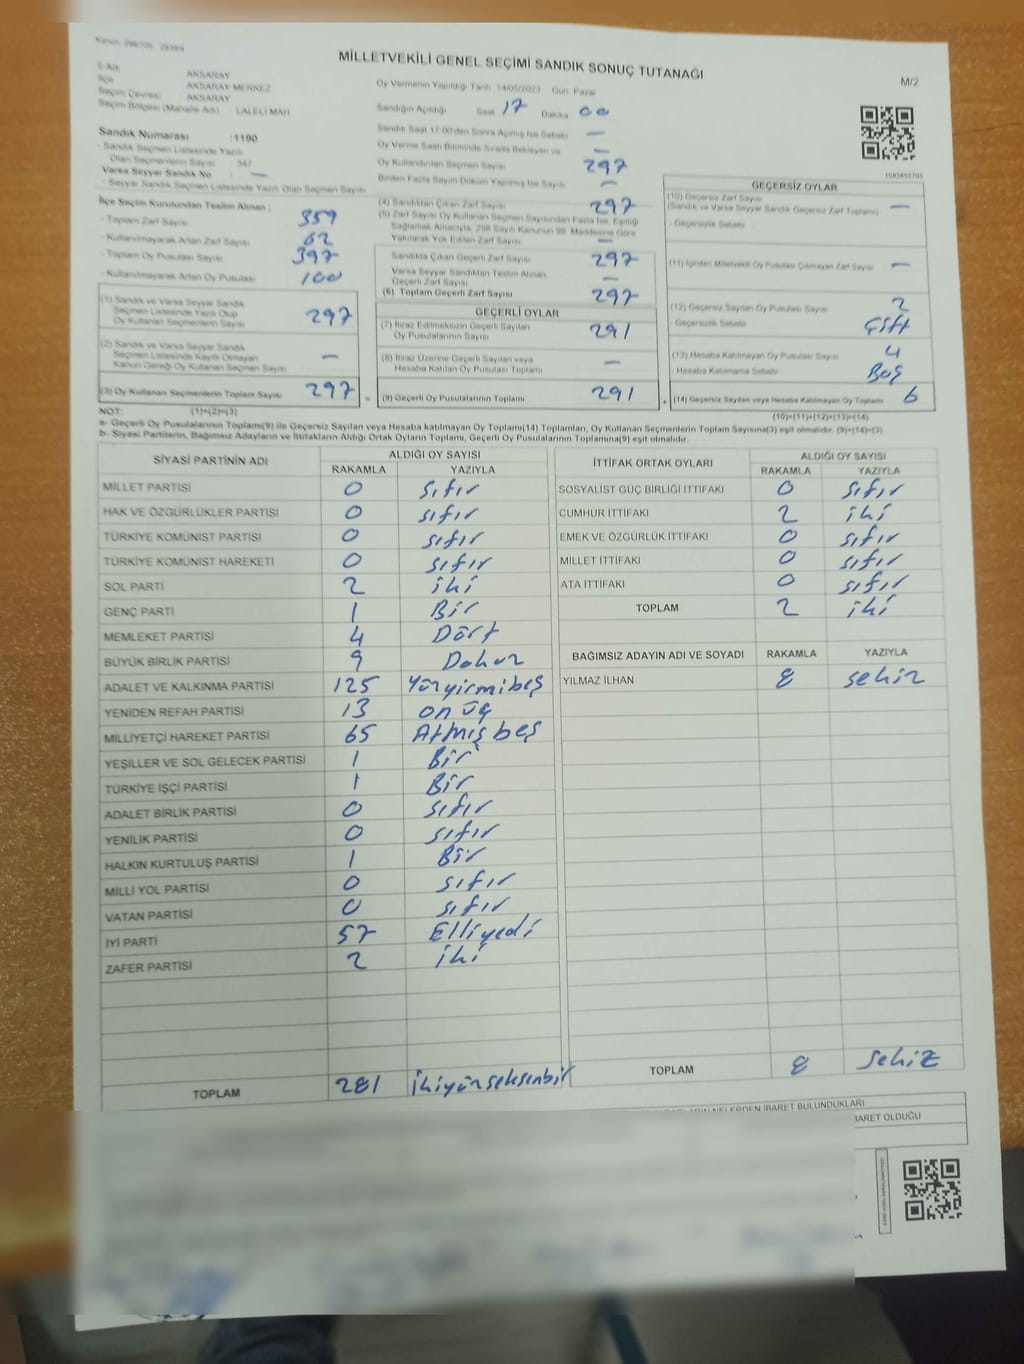 MİLLETVEKİLİ GENEL SEÇİMİ SANDIK SONUÇ TUTANAĞI
M/2
İlçe
AKSARAY
AKSARAY MERKEZ
Seçim Çevresi AKSARAY
Seçim Bölgesi (Mahalle Adı) LALELİ MAH
Oy Vermenin Yapıldığı Tarih 14/05/2023 Gün Pazar
Sandığın Açıldığı Saat 17 Dakika 00
Sandık Saat 17.00'den Sonra Açılmış İse Sebebi —
Oy Verme Saati Bitiminde Sırada Bekleyen ve —
Oy Kullandırılan Seçmen Sayısı 297
Birden Fazla Sayım Döküm Yapılmış İse Sayısı —
Sandık Numarası :1190
- Sandık Seçmen Listesinde Yazılı
Olan Seçmenlerin Sayısı 347
Varsa Seyyar Sandık No —
- Seyyar Sandık Seçmen Listesinde Yazılı Olan Seçmen Sayısı
İlçe Seçim Kurulundan Teslim Alınan :
- Toplam Zarf Sayısı 359
- Kullanılmayarak Artan Zarf Sayısı 62
- Toplam Oy Pusulası Sayısı 397
- Kullanılmayarak Artan Oy Pusulası 100
(1) Sandık ve Varsa Seyyar Sandık
Seçmen Listesinde Yazılı Olup
Oy Kullanan Seçmenlerin Sayısı 297
(2) Sandık ve Varsa Seyyar Sandık
Seçmen Listesinde Kayıtlı Olmayan
Kanun Gereği Oy Kullanan Seçmen Sayısı —
(3) Oy Kullanan Seçmenlerin Toplam Sayısı 297
(4) Sandıktan Çıkan Zarf Sayısı 297
(5) Zarf Sayısı Oy Kullanan Seçmen Sayısından Fazla İse, Eşitliği
Sağlamak Amacıyla, 298 Sayılı Kanunun 98. Maddesine Göre
Yakılarak Yok Edilen Zarf Sayısı —
Sandıkta Çıkan Geçerli Zarf Sayısı 297
Varsa Seyyar Sandıktan Teslim Alınan
Geçerli Zarf Sayısı —
(6) Toplam Geçerli Zarf Sayısı 297
GEÇERLİ OYLAR
(7) İtiraz Edilmeksizin Geçerli Sayılan
Oy Pusulalarının Sayısı 291
(8) İtiraz Üzerine Geçerli Sayılan veya
Hesaba Katılan Oy Pusulası Toplamı —
= (9) Geçerli Oy Pusulalarının Toplamı 291
GEÇERSİZ OYLAR
(10) Geçersiz Zarf Sayısı
(Sandık ve Varsa Seyyar Sandık Geçersiz Zarf Toplamı) —
- Geçersizlik Sebebi
(11) İçinden Milletvekili Oy Pusulası Çıkmayan Zarf Sayısı —
(12) Geçersiz Sayılan Oy Pusulası Sayısı 2
- Geçersizlik Sebebi Çift
(13) Hesaba Katılmayan Oy Pusulası Sayısı 4
- Hesaba Katılmama Sebebi Boş
+ (14) Geçersiz Sayılan veya Hesaba Katılmayan Oy Toplamı 6
NOT: (1)+(2)=(3)
(10)+(11)+(12)+(13)=(14)
a- Geçerli Oy Pusulalarının Toplamı(9) ile Geçersiz Sayılan veya Hesaba katılmayan Oy Toplamı(14) Toplamları, Oy Kullanan Seçmenlerin Toplam Sayısına(3) eşit olmalıdır. (9)+(14)=(3)
b- Siyasi Partilerin, Bağımsız Adayların ve İttifakların Aldığı Ortak Oyların Toplamı, Geçerli Oy Pusulalarının Toplamına(9) eşit olmalıdır.
SİYASİ PARTİNİN ADI ALDIĞI OY SAYISI
RAKAMLA YAZIYLA
MİLLET PARTİSİ 0 sıfır
HAK VE ÖZGÜRLÜKLER PARTİSİ 0 sıfır
TÜRKİYE KOMÜNİST PARTİSİ 0 sıfır
TÜRKİYE KOMÜNİST HAREKETİ 0 sıfır
SOL PARTİ 2 iki
GENÇ PARTİ 1 Bir
MEMLEKET PARTİSİ 4 Dört
BÜYÜK BİRLİK PARTİSİ 9 Dokuz
ADALET VE KALKINMA PARTİSİ 125 Yüzyirmibeş
YENİDEN REFAH PARTİSİ 13 on üç
MİLLİYETÇİ HAREKET PARTİSİ 65 Atmış beş
YEŞİLLER VE SOL GELECEK PARTİSİ 1 Bir
TÜRKİYE İŞÇİ PARTİSİ 1 Bir
ADALET BİRLİK PARTİSİ 0 sıfır
YENİLİK PARTİSİ 0 sıfır
HALKIN KURTULUŞ PARTİSİ 1 Bir
MİLLİ YOL PARTİSİ 0 sıfır
VATAN PARTİSİ 0 sıfır
İYİ PARTİ 57 Elliyedi
ZAFER PARTİSİ 2 iki
TOPLAM 281 ikiyüzseksenbir
İTTİFAK ORTAK OYLARI ALDIĞI OY SAYISI
RAKAMLA YAZIYLA
SOSYALİST GÜÇ BİRLİĞİ İTTİFAKI 0 sıfır
CUMHUR İTTİFAKI 2 iki
EMEK VE ÖZGÜRLÜK İTTİFAKI 0 sıfır
MİLLET İTTİFAKI 0 sıfır
ATA İTTİFAKI 0 sıfır
TOPLAM 2 iki
BAĞIMSIZ ADAYIN ADI VE SOYADI RAKAMLA YAZIYLA
YILMAZ İLHAN 8 sekiz
TOPLAM 8 sekiz
NELERDEN İBARET BULUNDUKLARI
İBARET OLDUĞU